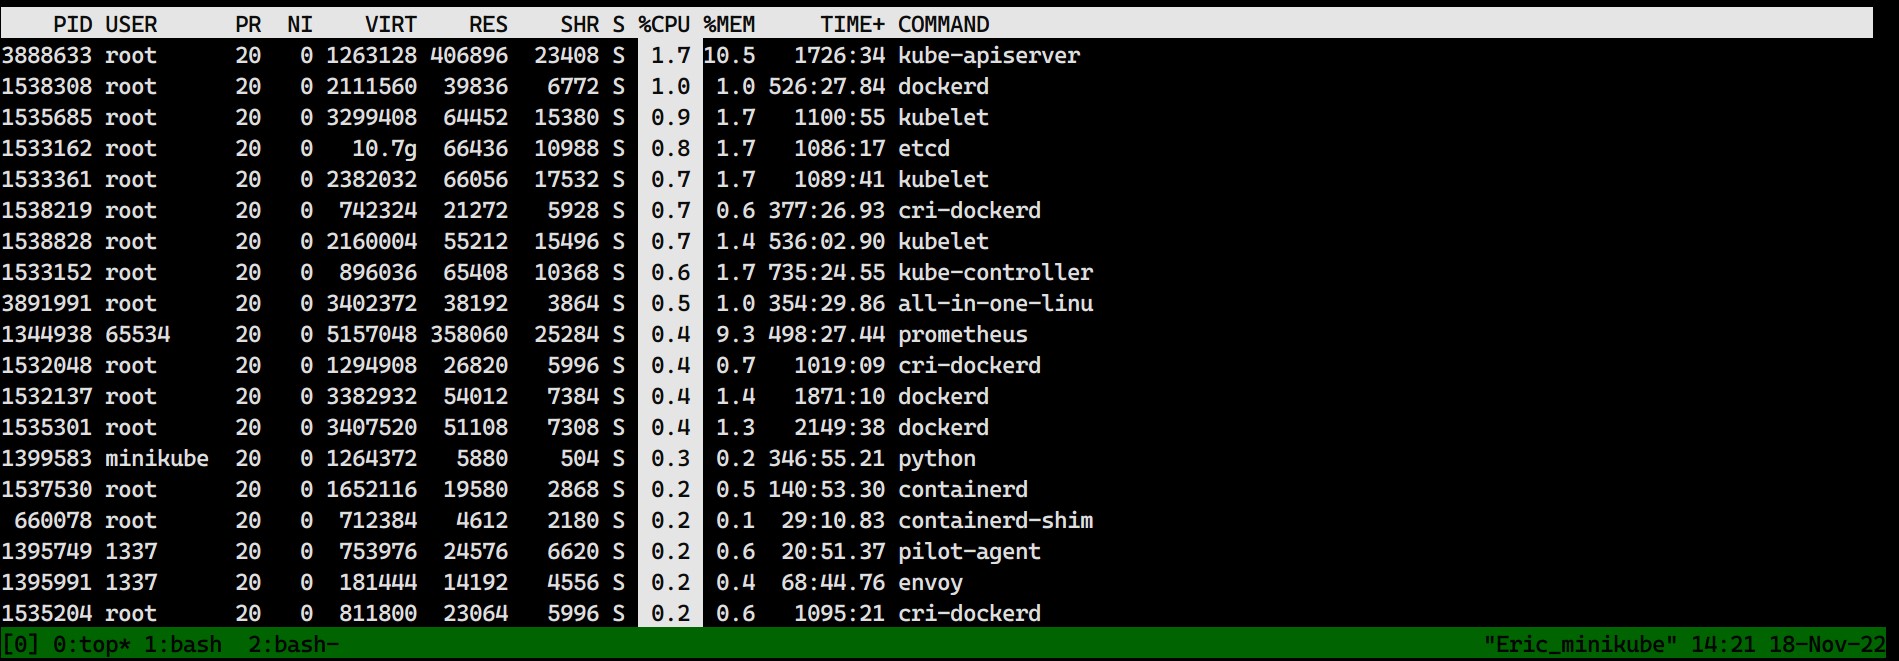 PID USER PR NI VIRT RES SHR S %CPU %MEM TIME+ COMMAND
3888633 root 20 0 1263128 406896 23408 S 1.7 10.5 1726:34 kube-apiserver
1538308 root 20 0 2111560 39836 6772 S 1.0 1.0 526:27.84 dockerd
1535685 root 20 0 3299408 64452 15380 S 0.9 1.7 1100:55 kubelet
1533162 root 20 0 10.7g 66436 10988 S 0.8 1.7 1086:17 etcd
1533361 root 20 0 2382032 66056 17532 S 0.7 1.7 1089:41 kubelet
1538219 root 20 0 742324 21272 5928 S 0.7 0.6 377:26.93 cri-dockerd
1538828 root 20 0 2160004 55212 15496 S 0.7 1.4 536:02.90 kubelet
1533152 root 20 0 896036 65408 10368 S 0.6 1.7 735:24.55 kube-controller
3891991 root 20 0 3402372 38192 3864 S 0.5 1.0 354:29.86 all-in-one-linu
1344938 65534 20 0 5157048 358060 25284 S 0.4 9.3 498:27.44 prometheus
1532048 root 20 0 1294908 26820 5996 S 0.4 0.7 1019:09 cri-dockerd
1532137 root 20 0 3382932 54012 7384 S 0.4 1.4 1871:10 dockerd
1535301 root 20 0 3407520 51108 7308 S 0.4 1.3 2149:38 dockerd
1399583 minikube 20 0 1264372 5880 504 S 0.3 0.2 346:55.21 python
1537530 root 20 0 1652116 19580 2868 S 0.2 0.5 140:53.30 containerd
660078 root 20 0 712384 4612 2180 S 0.2 0.1 29:10.83 containerd-shim
1395749 1337 20 0 753976 24576 6620 S 0.2 0.6 20:51.37 pilot-agent
1395991 1337 20 0 181444 14192 4556 S 0.2 0.4 68:44.76 envoy
1535204 root 20 0 811800 23064 5996 S 0.2 0.6 1095:21 cri-dockerd
[0] 0:top* 1:bash 2:bash- "Eric_minikube" 14:21 18-Nov-22